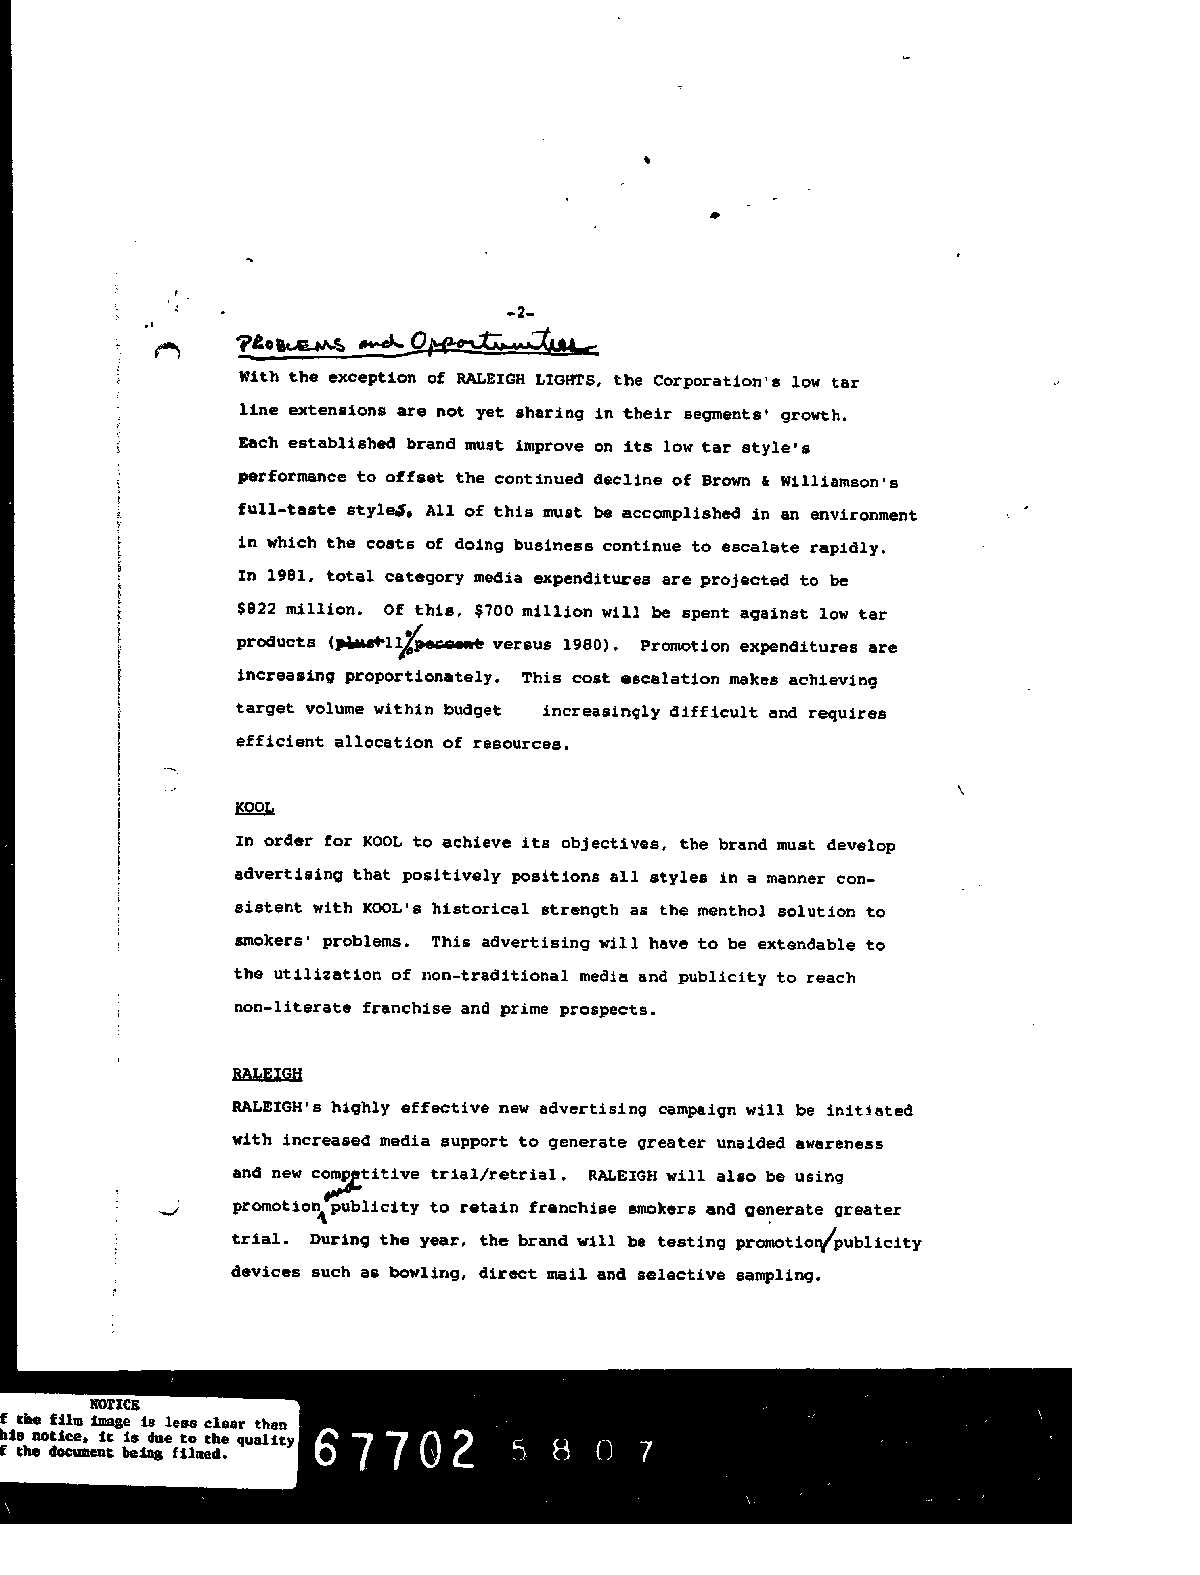 -2-
PROBLEMS and Opportunities
With the exception of RALEIGH LIGHTS, the Corporation's low tar
line extensions are not yet sharing in their segments' growth.
Each established brand must improve on its low tar style's
performance to offset the continued decline of Brown & Williamson's
full-taste styles. All of this must be accomplished in an environment
in which the costs of doing business continue to escalate rapidly.
In 1981, total category media expenditures are projected to be
$822 million. Of this, $700 million will be spent against low tar
products (plus 11% percent versus 1980). Promotion expenditures are
increasing proportionately. This cost escalation makes achieving
target volume within budget increasingly difficult and requires
efficient allocation of resources.
KOOL
In order for KOOL to achieve its objectives, the brand must develop
advertising that positively positions all styles in a manner con-
sistent with KOOL's historical strength as the menthol solution to
smokers' problems. This advertising will have to be extendable to
the utilization of non-traditional media and publicity to reach
non-literate franchise and prime prospects.
RALEIGH
RALEIGH's highly effective new advertising campaign will be initiated
with increased media support to generate greater unaided awareness
and new competitive trial/retrial. RALEIGH will also be using
promotion and publicity to retain franchise smokers and generate greater
trial. During the year, the brand will be testing promotion/publicity
devices such as bowling, direct mail and selective sampling.
NOTICE
f the film image is less clear than
his notice, it is due to the quality
f the document being filmed.
67702 5807